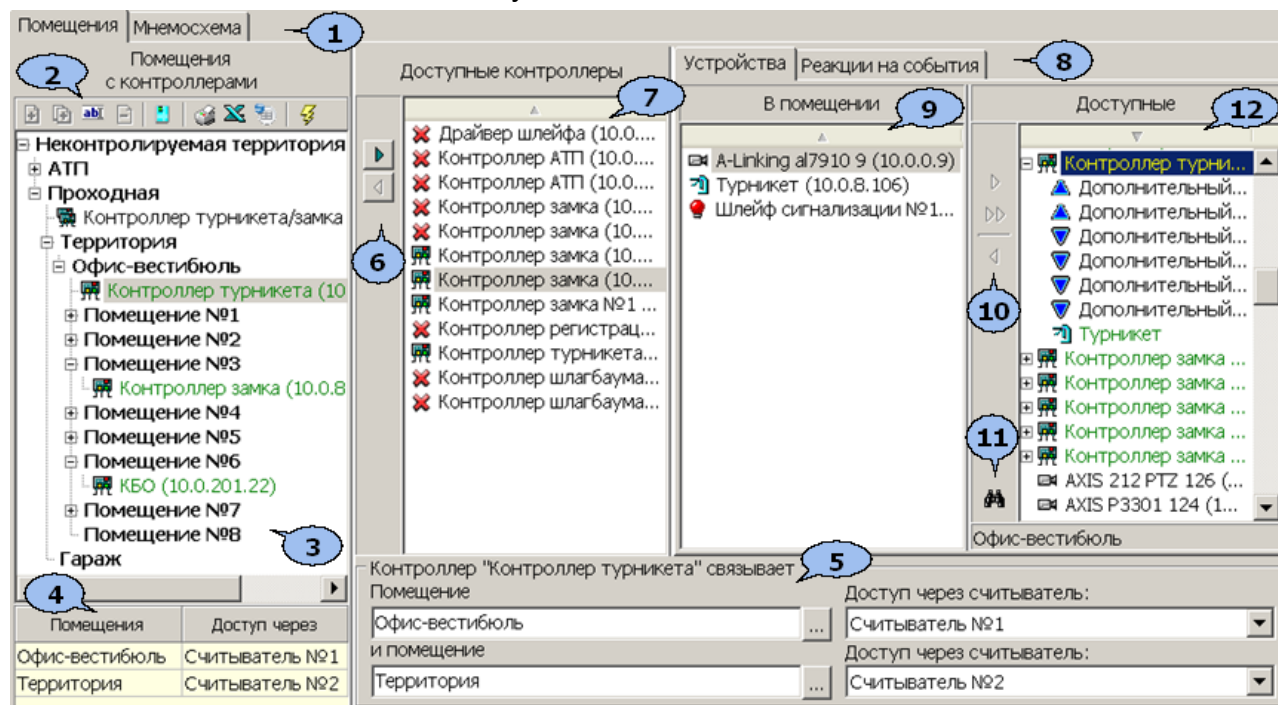 Помещения Мнемосхема
1
Помещения
с контроллерами
2
abI
Неконтролируемая территория
АТП
Проходная
Контроллер турникета/замка
Территория
Офис-вестибюль
Контроллер турникета (10
Помещение №1
Помещение №2
Помещение №3
Контроллер замка (10.0.8
Помещение №4
Помещение №5
Помещение №6
КБО (10.0.201.22)
Помещение №7
Помещение №8
Гараж
3
4
Помещения Доступ через
Офис-вестибюль Считыватель №1
Территория Считыватель №2
6
Доступные контроллеры
7
Драйвер шлейфа (10.0....
Контроллер АТП (10.0....
Контроллер АТП (10.0....
Контроллер замка (10....
Контроллер замка (10....
Контроллер замка (10....
Контроллер замка (10....
Контроллер замка №1 ...
Контроллер регистрац...
Контроллер турникета...
Контроллер шлагбаума...
Контроллер шлагбаума...
Устройства Реакции на события
8
В помещении
9
A-Linking al7910 9 (10.0.0.9)
Турникет (10.0.8.106)
Шлейф сигнализации №1...
10
11
Доступные
12
Контроллер турни...
Дополнительный...
Дополнительный...
Дополнительный...
Дополнительный...
Дополнительный...
Дополнительный...
Турникет
Контроллер замка ...
Контроллер замка ...
Контроллер замка ...
Контроллер замка ...
Контроллер замка ...
AXIS 212 PTZ 126 (...
AXIS P3301 124 (1...
Офис-вестибюль
Контроллер "Контроллер турникета" связывает
5
Помещение Доступ через считыватель:
Офис-вестибюль ... Считыватель №1
и помещение Доступ через считыватель:
Территория ... Считыватель №2